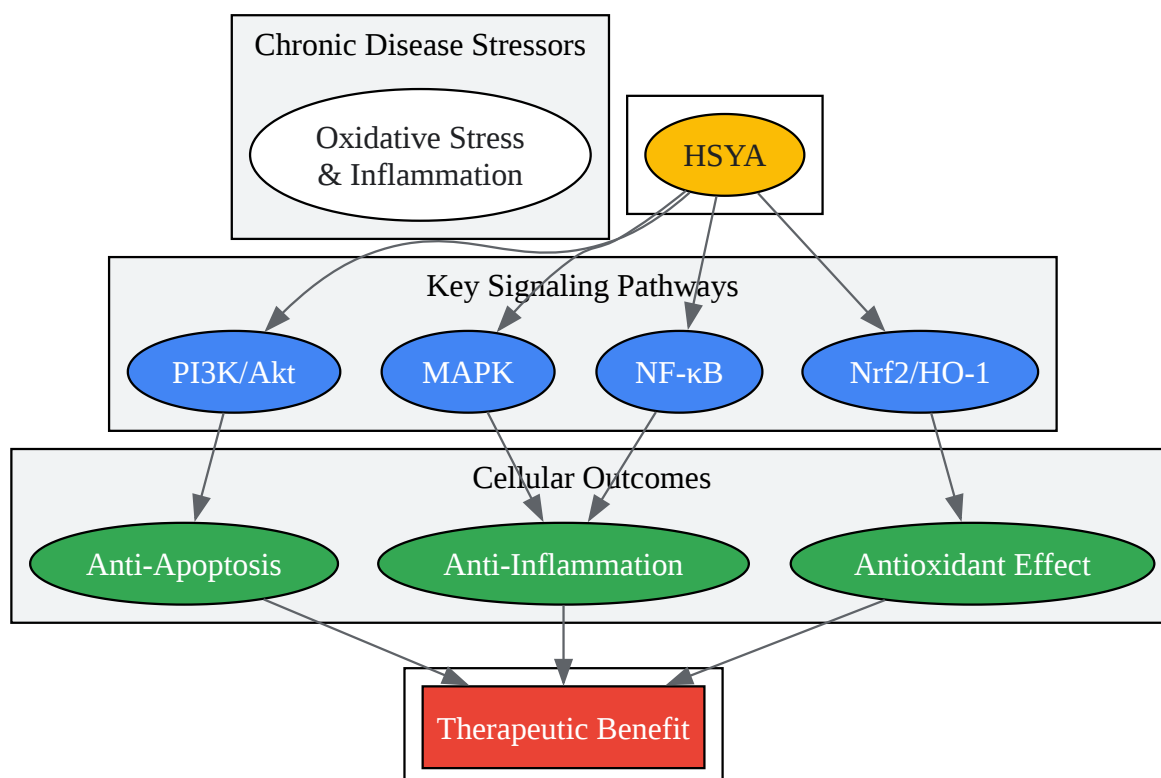 Chronic Disease Stressors
Oxidative Stress
& Inflammation
HSYA
Key Signaling Pathways
PI3K/Akt
MAPK
NF-κB
Nrf2/HO-1
Cellular Outcomes
Anti-Apoptosis
Anti-Inflammation
Antioxidant Effect
Therapeutic Benefit